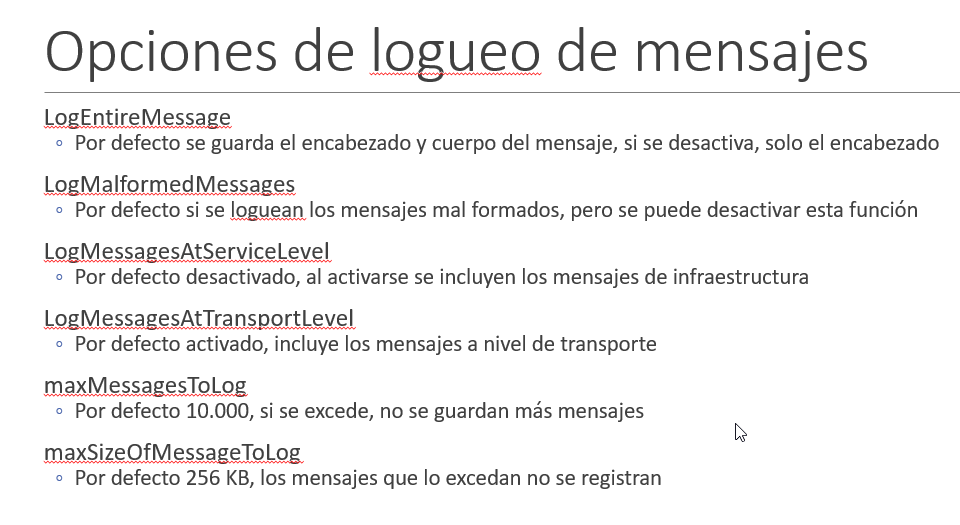 Opciones de logueo de mensajes
LogEntireMessage
Por defecto se guarda el encabezado y cuerpo del mensaje, si se desactiva, solo el encabezado
LogMalformedMessages
Por defecto si se loguean los mensajes mal formados, pero se puede desactivar esta función
LogMessagesAtServiceLevel
Por defecto desactivado, al activarse se incluyen los mensajes de infraestructura
LogMessagesAtTransportLevel
Por defecto activado, incluye los mensajes a nivel de transporte
maxMessagesToLog
Por defecto 10.000, si se excede, no se guardan más mensajes
maxSizeOfMessageToLog
Por defecto 256 KB, los mensajes que lo excedan no se registran